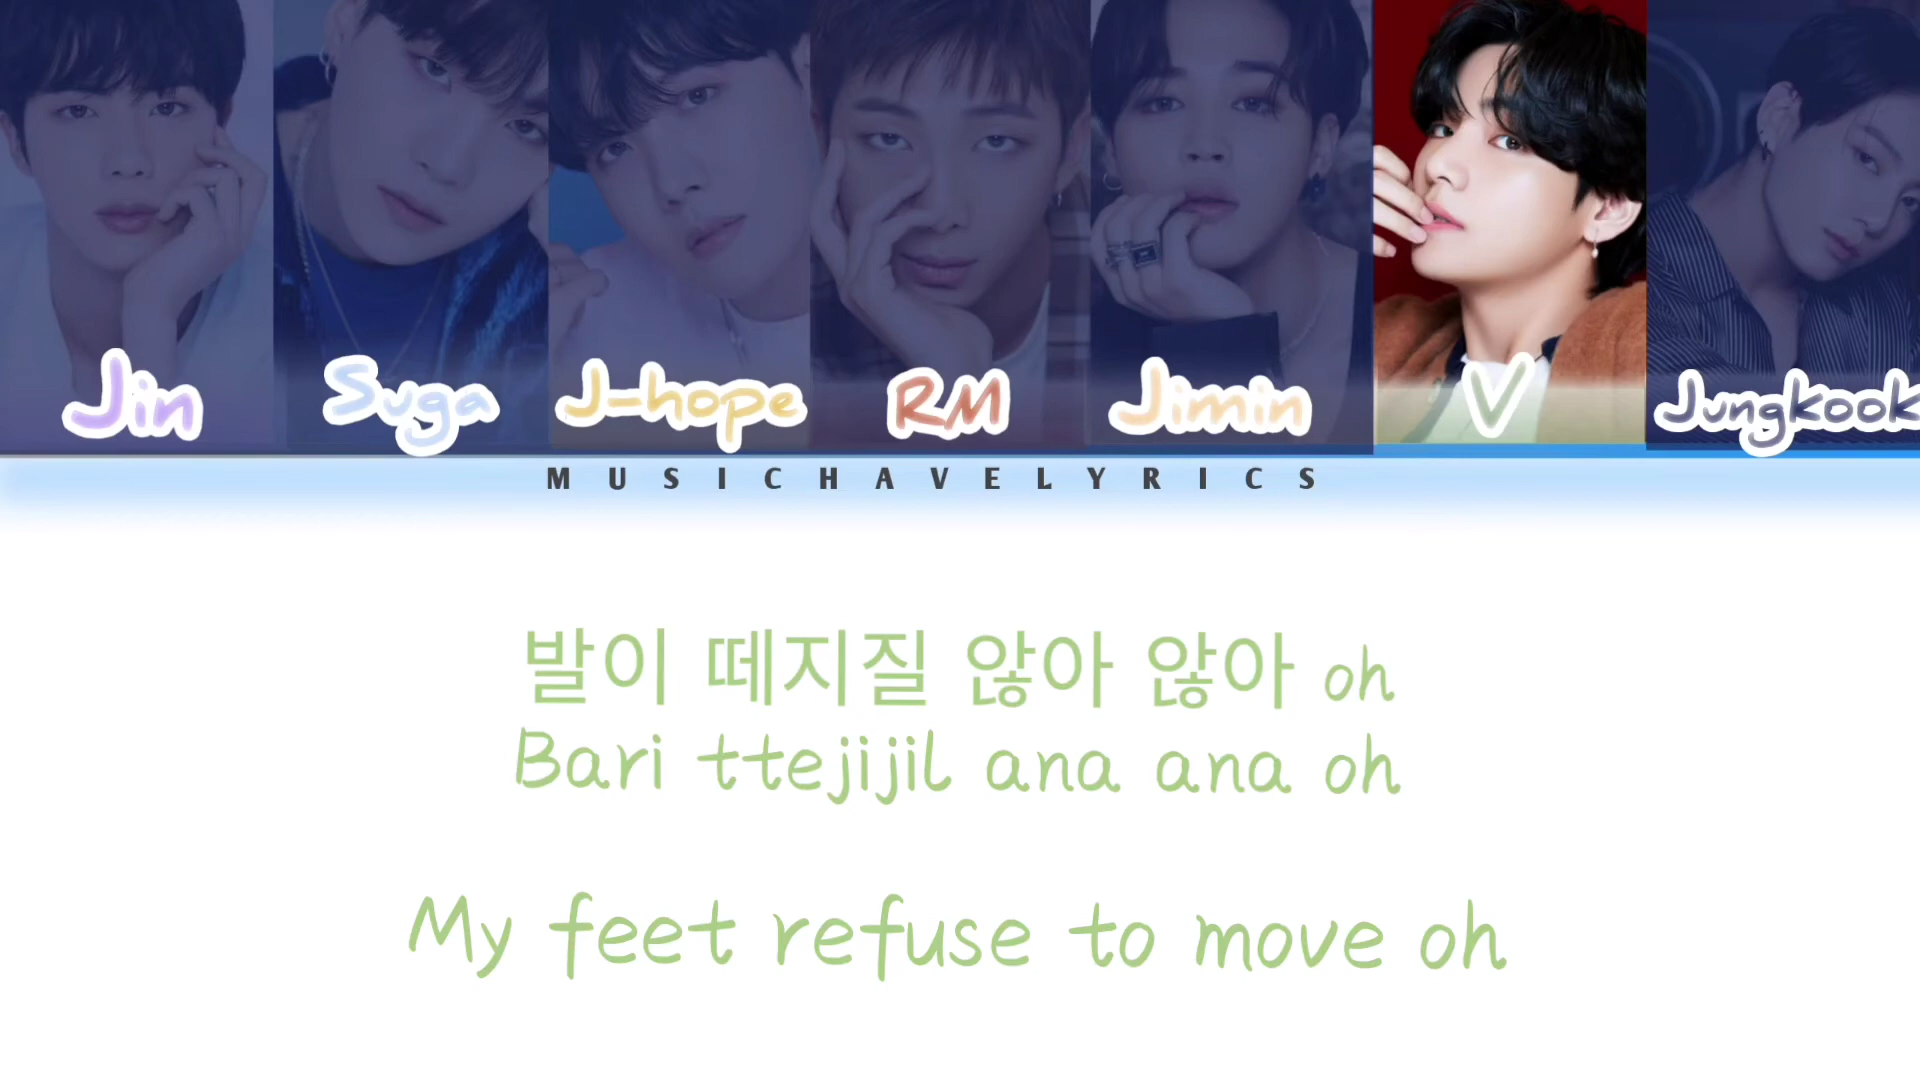 Jin Suga J-hope RM Jimin V Jungkook
MUSICHAVELYRICS
발이 떼지질 않아 않아 oh
Bari ttejijil ana ana oh
My feet refuse to move oh